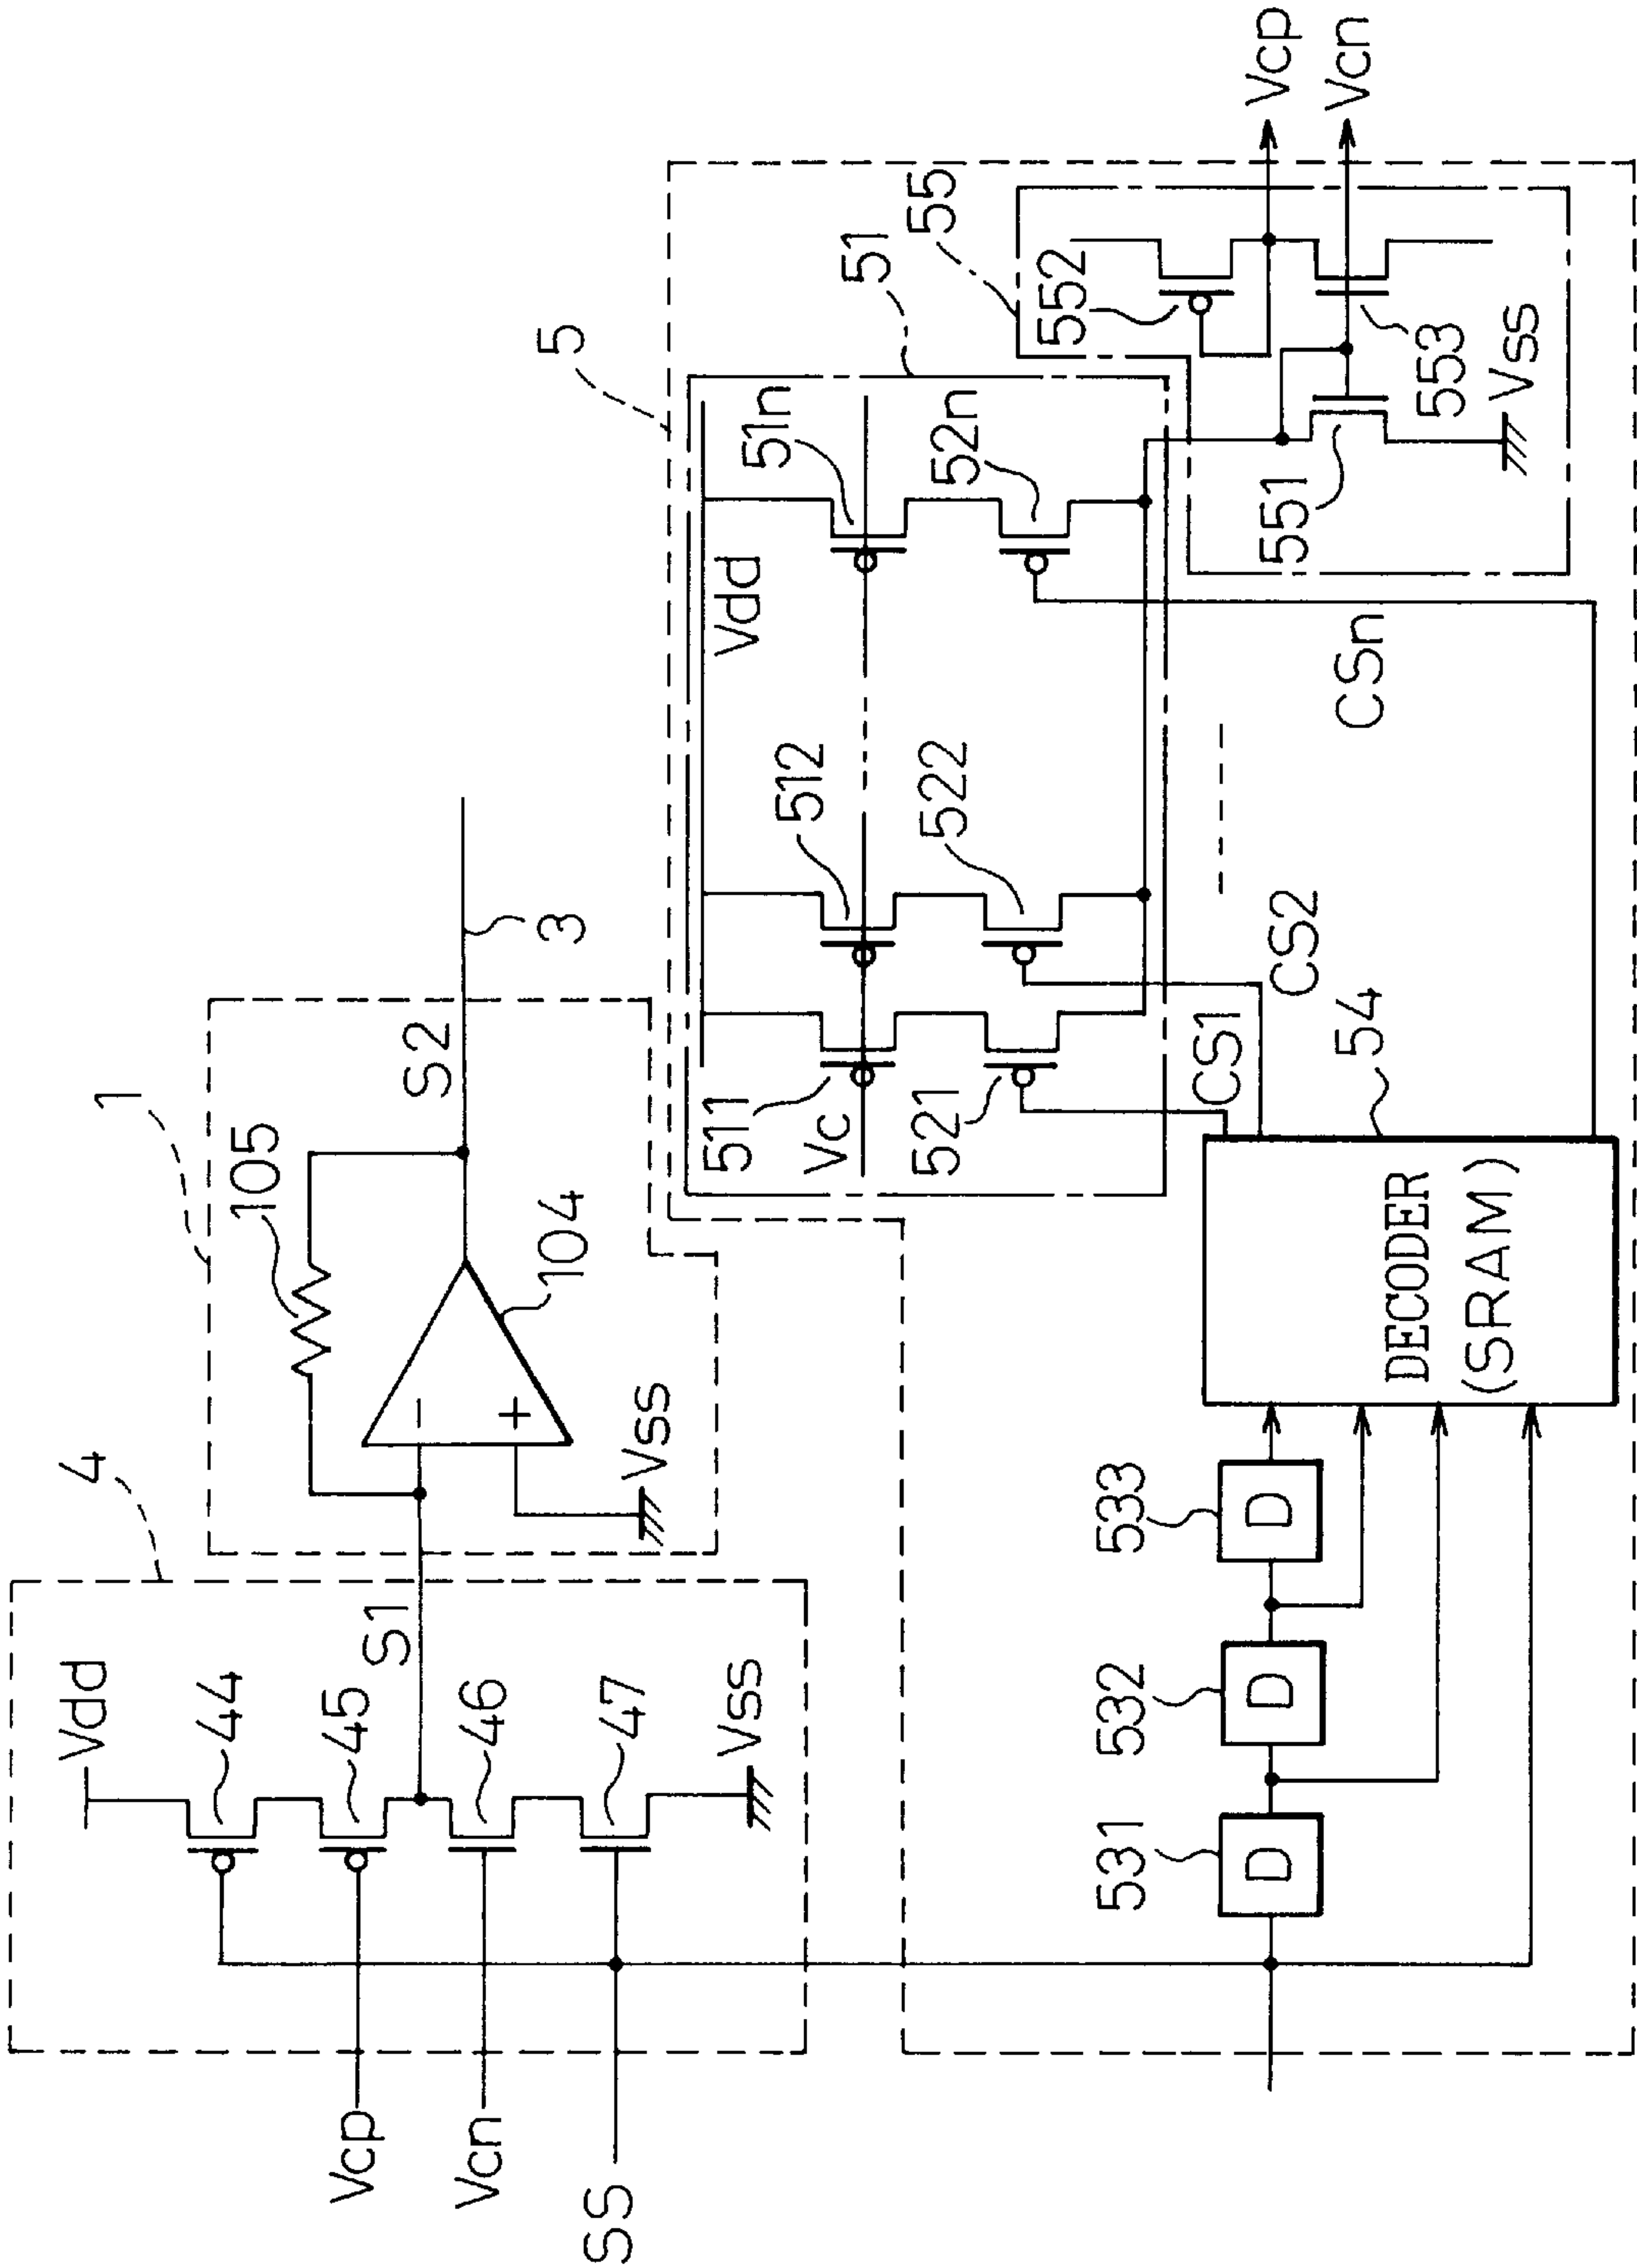 4
Vdd
44
45
S1
46
47
Vss
Vcp
Vcn
SS
1
105
S2
104
Vss
3
5
51
55
Vdd
511
512
51n
Vc
521
522
52n
552
553
551
Vss
Vcp
Vcn
CS1
CS2
CSn
54
DECODER
(SRAM)
531
532
533
D
D
D